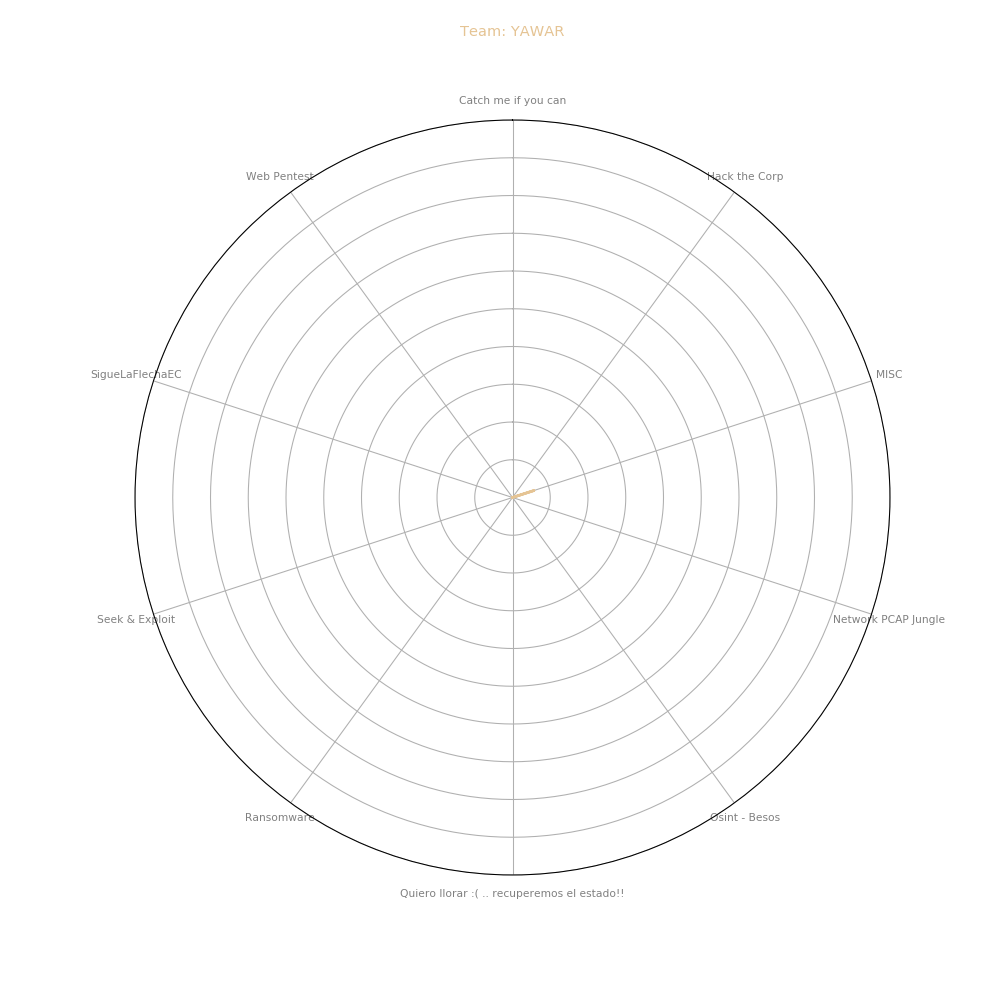 Team: YAWAR
Catch me if you can
Web Pentest
Hack the Corp
SigueLaFlechaEC
MISC
Seek & Exploit
Network PCAP Jungle
Ransomware
Osint - Besos
Quiero llorar :( .. recuperemos el estado!!